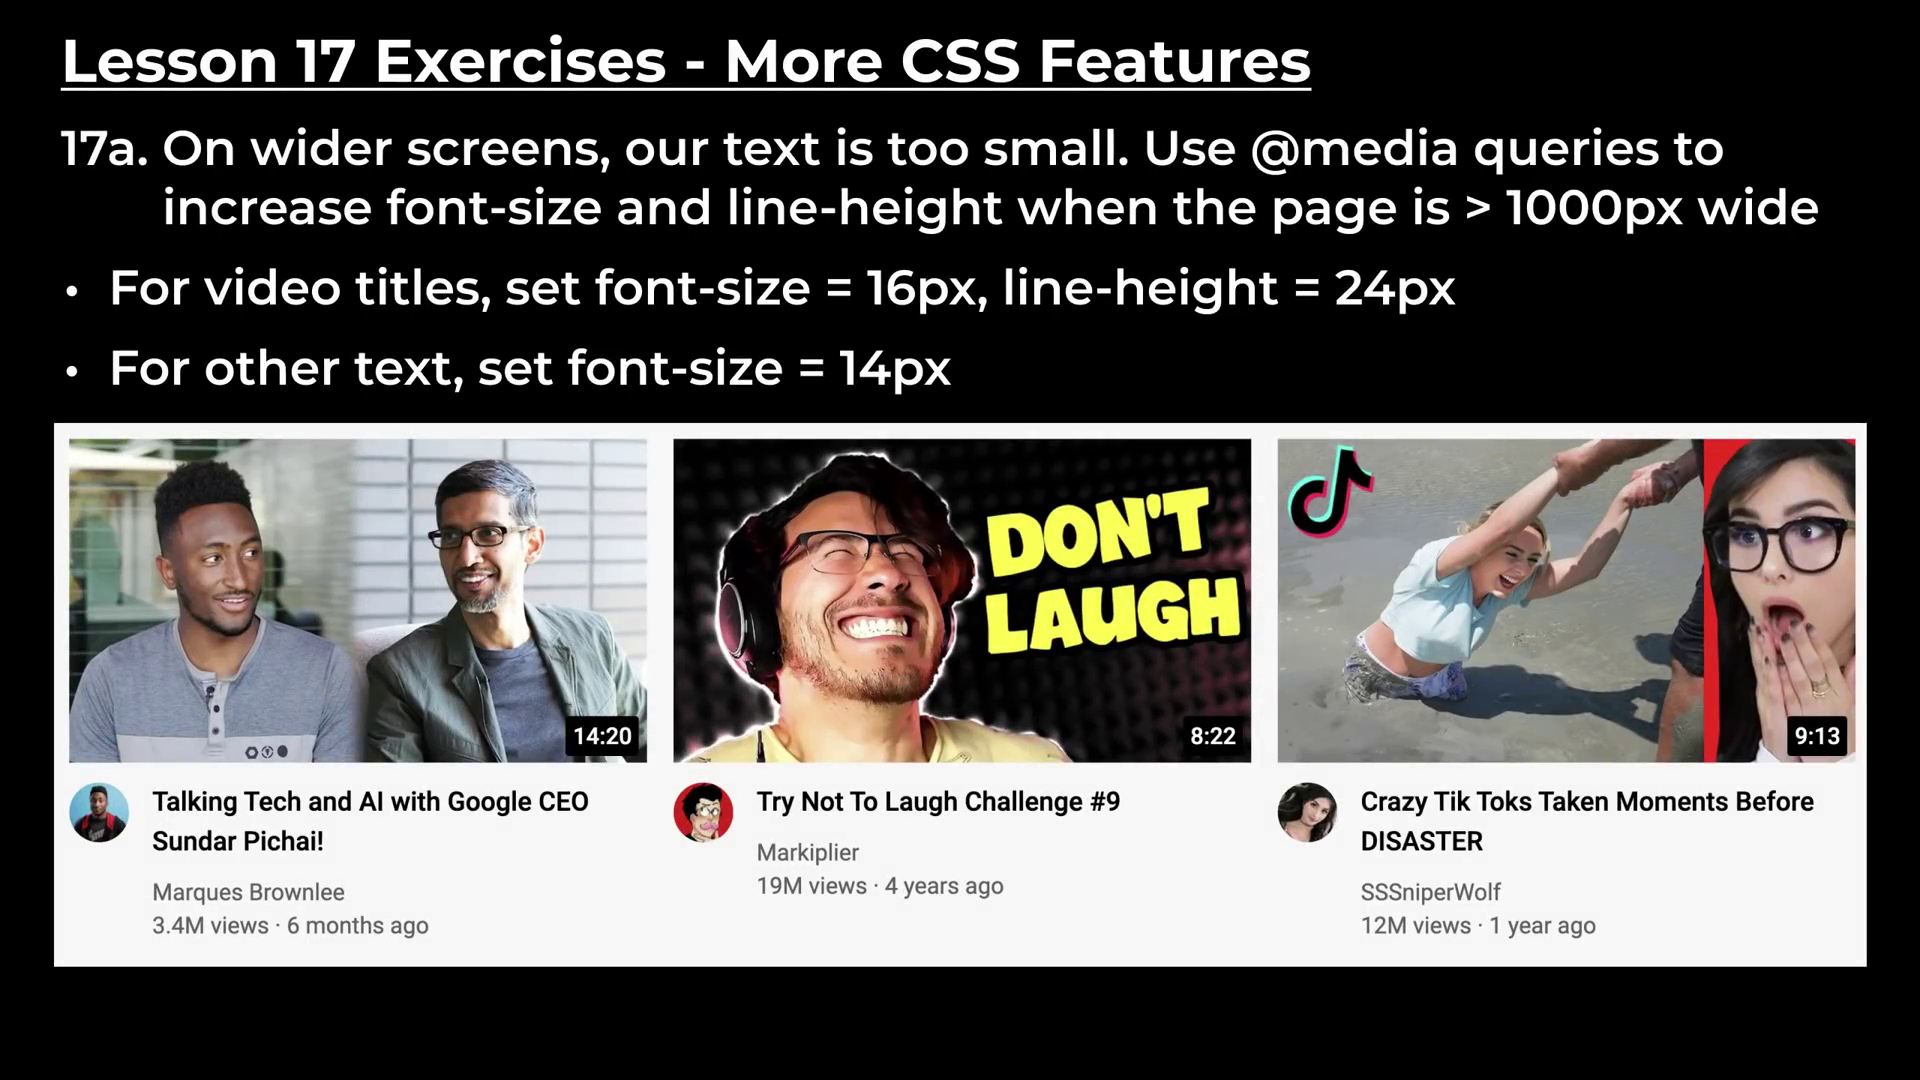 Lesson 17 Exercises - More CSS Features
17a. On wider screens, our text is too small. Use @media queries to
increase font-size and line-height when the page is > 1000px wide
• For video titles, set font-size = 16px, line-height = 24px
• For other text, set font-size = 14px
DON'T
LAUGH
14:20
8:22
9:13
Talking Tech and AI with Google CEO
Sundar Pichai!
Marques Brownlee
3.4M views · 6 months ago
Try Not To Laugh Challenge #9
Markiplier
19M views · 4 years ago
Crazy Tik Toks Taken Moments Before
DISASTER
SSSniperWolf
12M views · 1 year ago